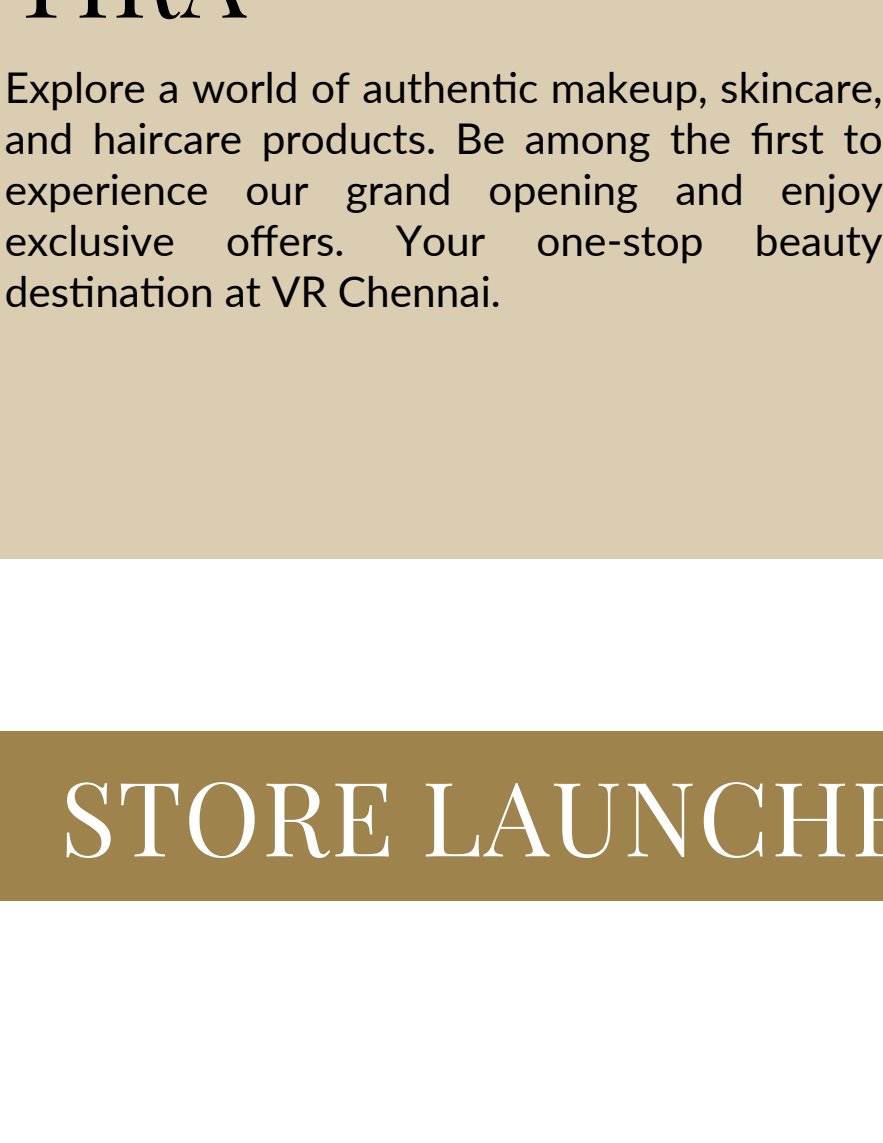 TIRA
Explore a world of authentic makeup, skincare,
and haircare products. Be among the first to
experience our grand opening and enjoy
exclusive offers. Your one-stop beauty
destination at VR Chennai.
STORE LAUNCHE